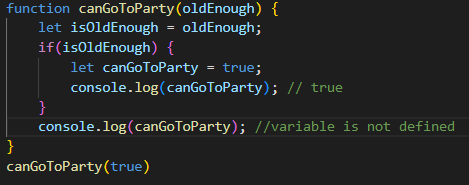 function canGoToParty(oldEnough) {
    let isOldEnough = oldEnough;
    if(isOldEnough) {
        let canGoToParty = true;
        console.log(canGoToParty); // true
    }
    console.log(canGoToParty); //variable is not defined
}
canGoToParty(true)